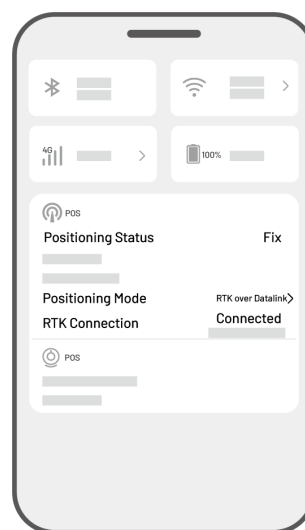 4G
100%
POS
Positioning Status Fix
Positioning Mode RTK over Datalink
RTK Connection Connected
POS